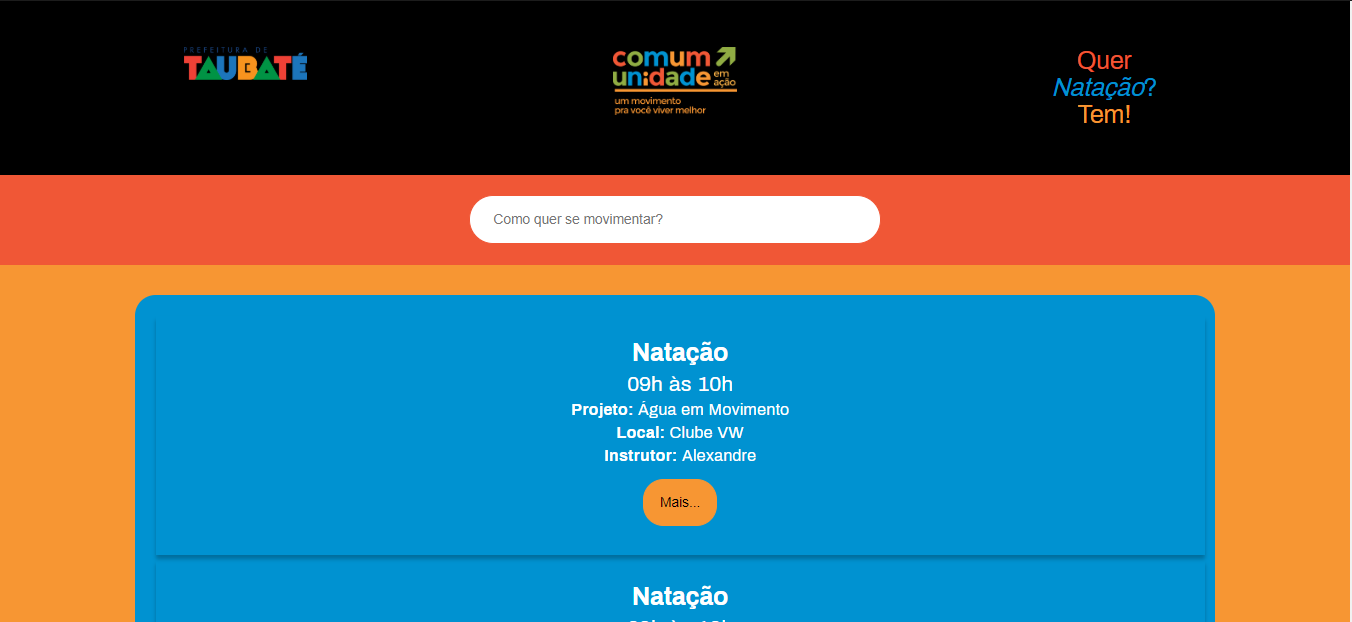 PREFEITURA DE
TAUBATÉ
comum
unidade em ação
um movimento
pra você viver melhor
Quer
Natação?
Tem!
Como quer se movimentar?
Natação
09h às 10h
Projeto: Água em Movimento
Local: Clube VW
Instrutor: Alexandre
Mais...
Natação